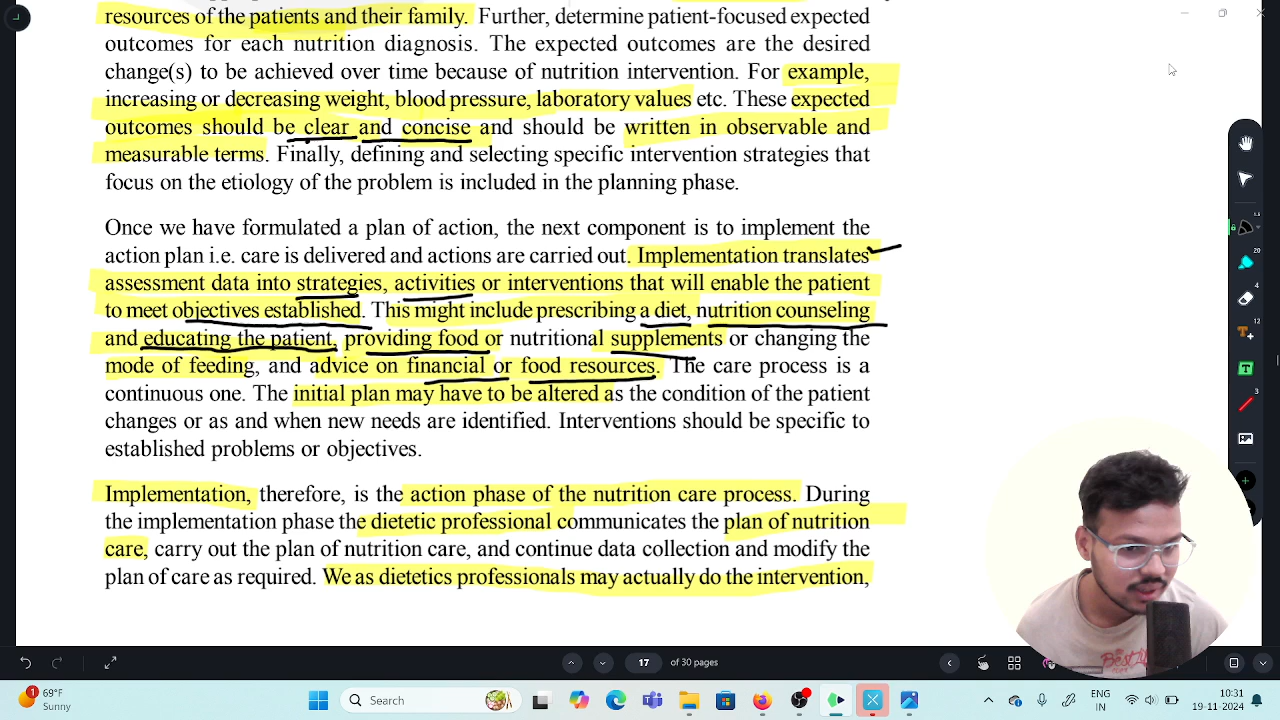 resources of the patients and their family. Further, determine patient-focused expected
outcomes for each nutrition diagnosis. The expected outcomes are the desired
change(s) to be achieved over time because of nutrition intervention. For example,
increasing or decreasing weight, blood pressure, laboratory values etc. These expected
outcomes should be clear and concise and should be written in observable and
measurable terms. Finally, defining and selecting specific intervention strategies that
focus on the etiology of the problem is included in the planning phase.
Once we have formulated a plan of action, the next component is to implement the
action plan i.e. care is delivered and actions are carried out. Implementation translates
assessment data into strategies, activities or interventions that will enable the patient
to meet objectives established. This might include prescribing a diet, nutrition counseling
and educating the patient, providing food or nutritional supplements or changing the
mode of feeding, and advice on financial or food resources. The care process is a
continuous one. The initial plan may have to be altered as the condition of the patient
changes or as and when new needs are identified. Interventions should be specific to
established problems or objectives.
Implementation, therefore, is the action phase of the nutrition care process. During
the implementation phase the dietetic professional communicates the plan of nutrition
care, carry out the plan of nutrition care, and continue data collection and modify the
plan of care as required. We as dietetics professionals may actually do the intervention,
17 of 30 pages
69°F
Sunny
Search
ENG
IN
10:31
19-11-2024